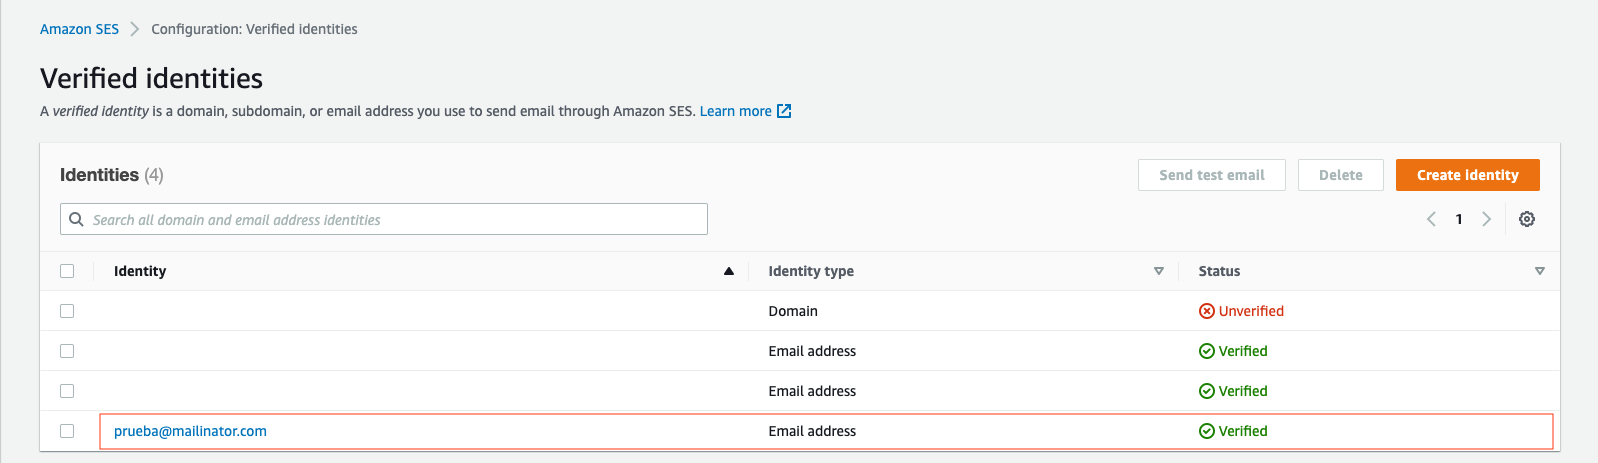 Amazon SES > Configuration: Verified identities
Verified identities
A verified identity is a domain, subdomain, or email address you use to send email through Amazon SES. Learn more
Identities (4)
Send test email
Delete
Create identity
Search all domain and email address identities
1
Identity Identity type Status
Domain Unverified
Email address Verified
Email address Verified
prueba@mailinator.com Email address Verified